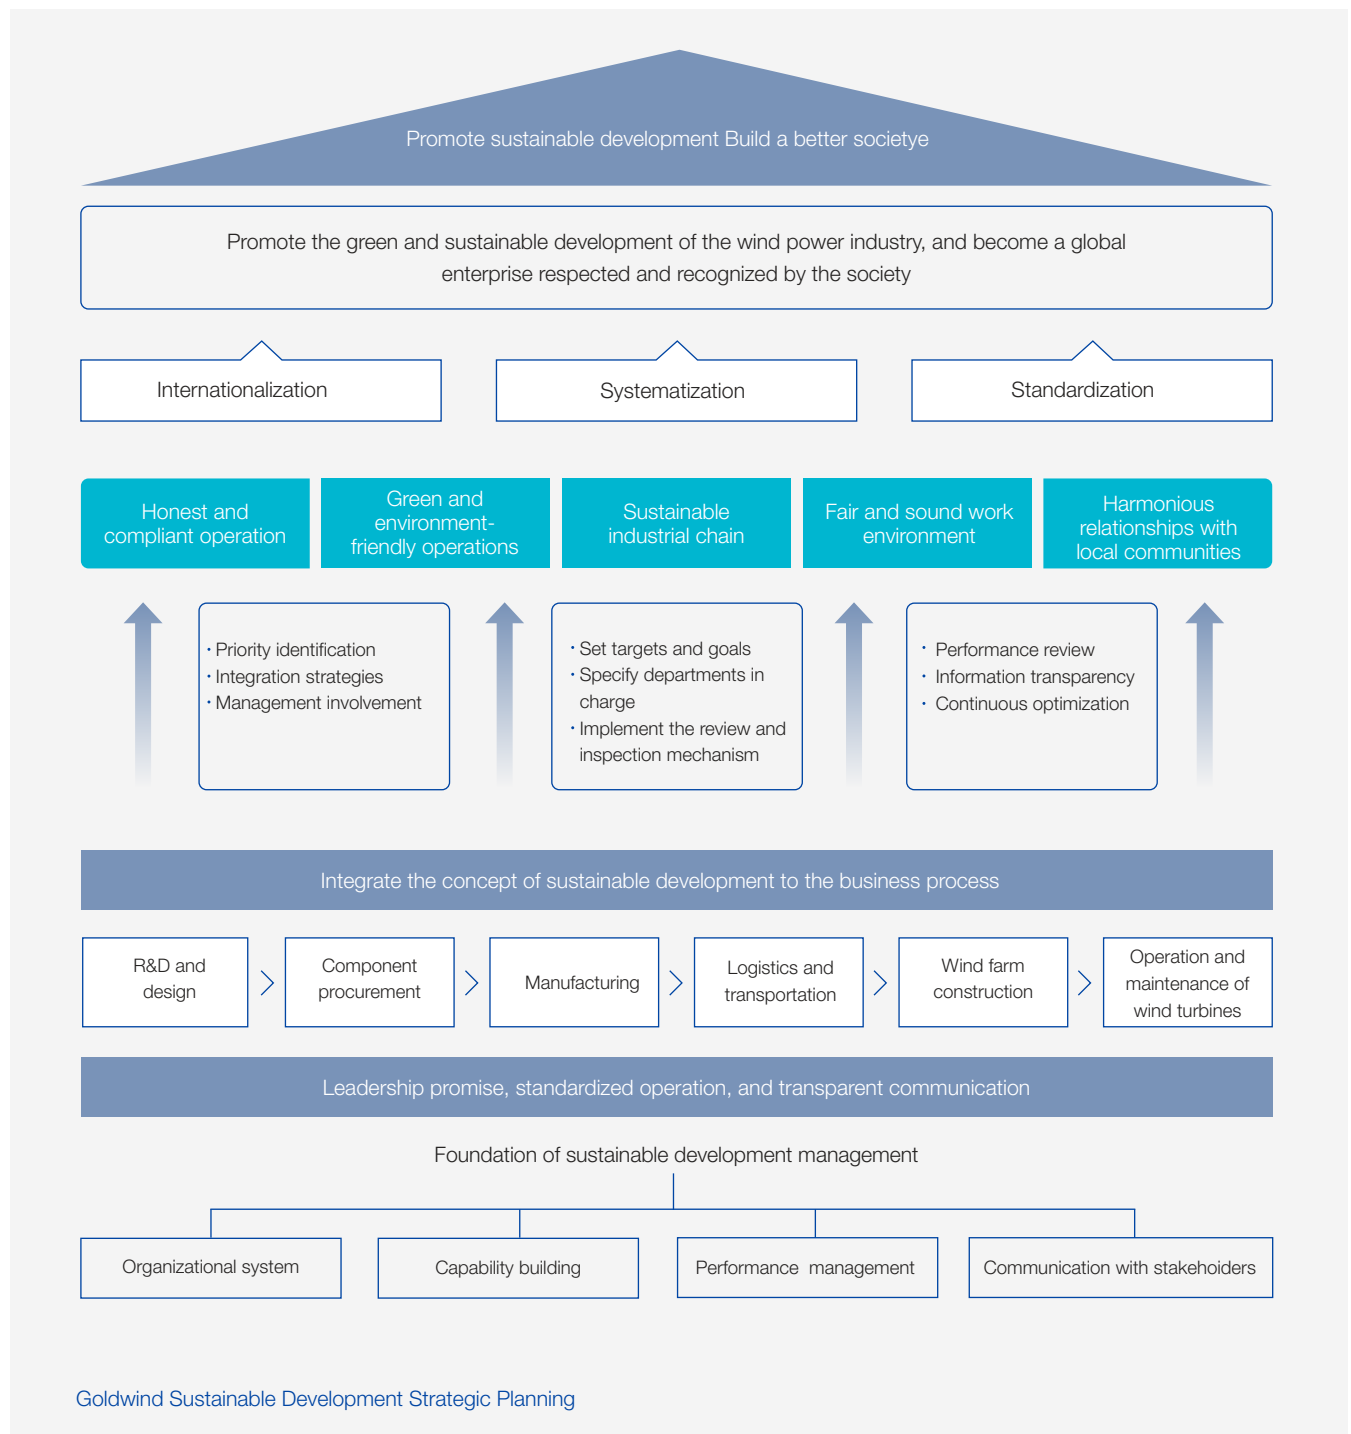 Promote sustainable development Build a better societye
Promote the green and sustainable development of the wind power industry, and become a global
enterprise respected and recognized by the society
Internationalization
Systematization
Standardization
Honest and
compliant operation
Green and
environment-
friendly operations
Sustainable
industrial chain
Fair and sound work
environment
Harmonious
relationships with
local communities
· Priority identification
· Integration strategies
· Management involvement
· Set targets and goals
· Specify departments in
charge
· Implement the review and
inspection mechanism
· Performance review
· Information transparency
· Continuous optimization
Integrate the concept of sustainable development to the business process
R&D and
design
Component
procurement
Manufacturing
Logistics and
transportation
Wind farm
construction
Operation and
maintenance of
wind turbines
Leadership promise, standardized operation, and transparent communication
Foundation of sustainable development management
Organizational system
Capability building
Performance management
Communication with stakehoiders
Goldwind Sustainable Development Strategic Planning